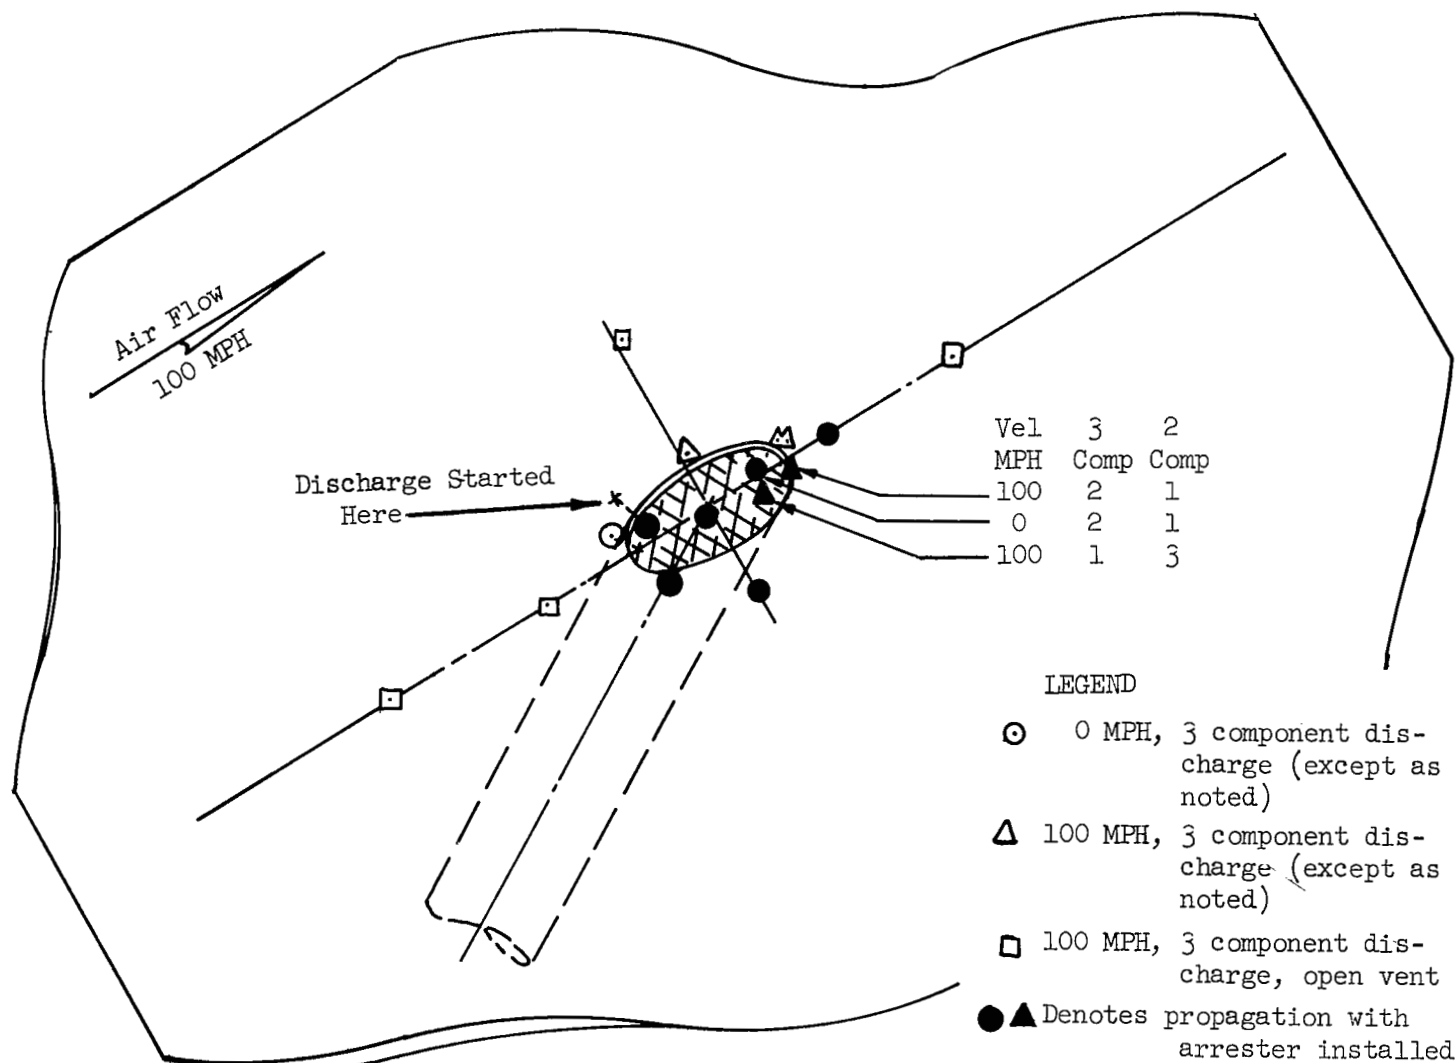 Air Flow
100 MPH
Discharge Started
Here
Vel 3 2
MPH Comp Comp
100 2 1
0 2 1
100 1 3
LEGEND
0 MPH, 3 component dis-
charge (except as
noted)
100 MPH, 3 component dis-
charge (except as
noted)
100 MPH, 3 component dis-
charge, open vent
Denotes propagation with
arrester installed